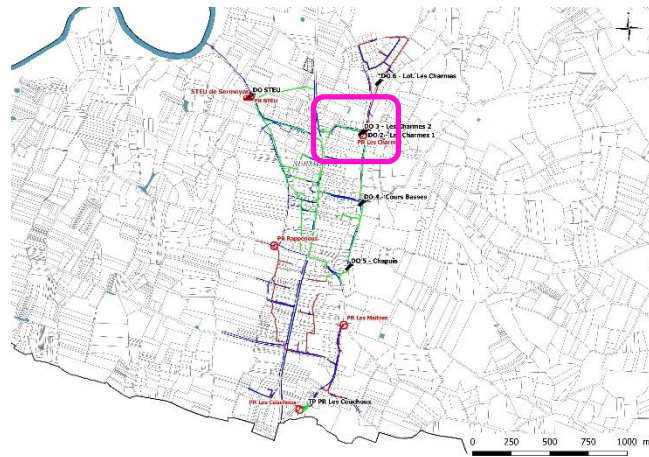 DO 6 - Lot. Les Charmes
DO STEU
STEU de Sermoyer
PR STEU
DO 3 - Les Charmes 2
DO 2 - Les Charmes 1
PR Les Charmes
DO 4 - Cours Basses
PR Rapponous
DO 5 - Chapuis
PR Les Maîtres
PR Les Couchoux
TP PR Les Couchoux
0 250 500 750 1000 m